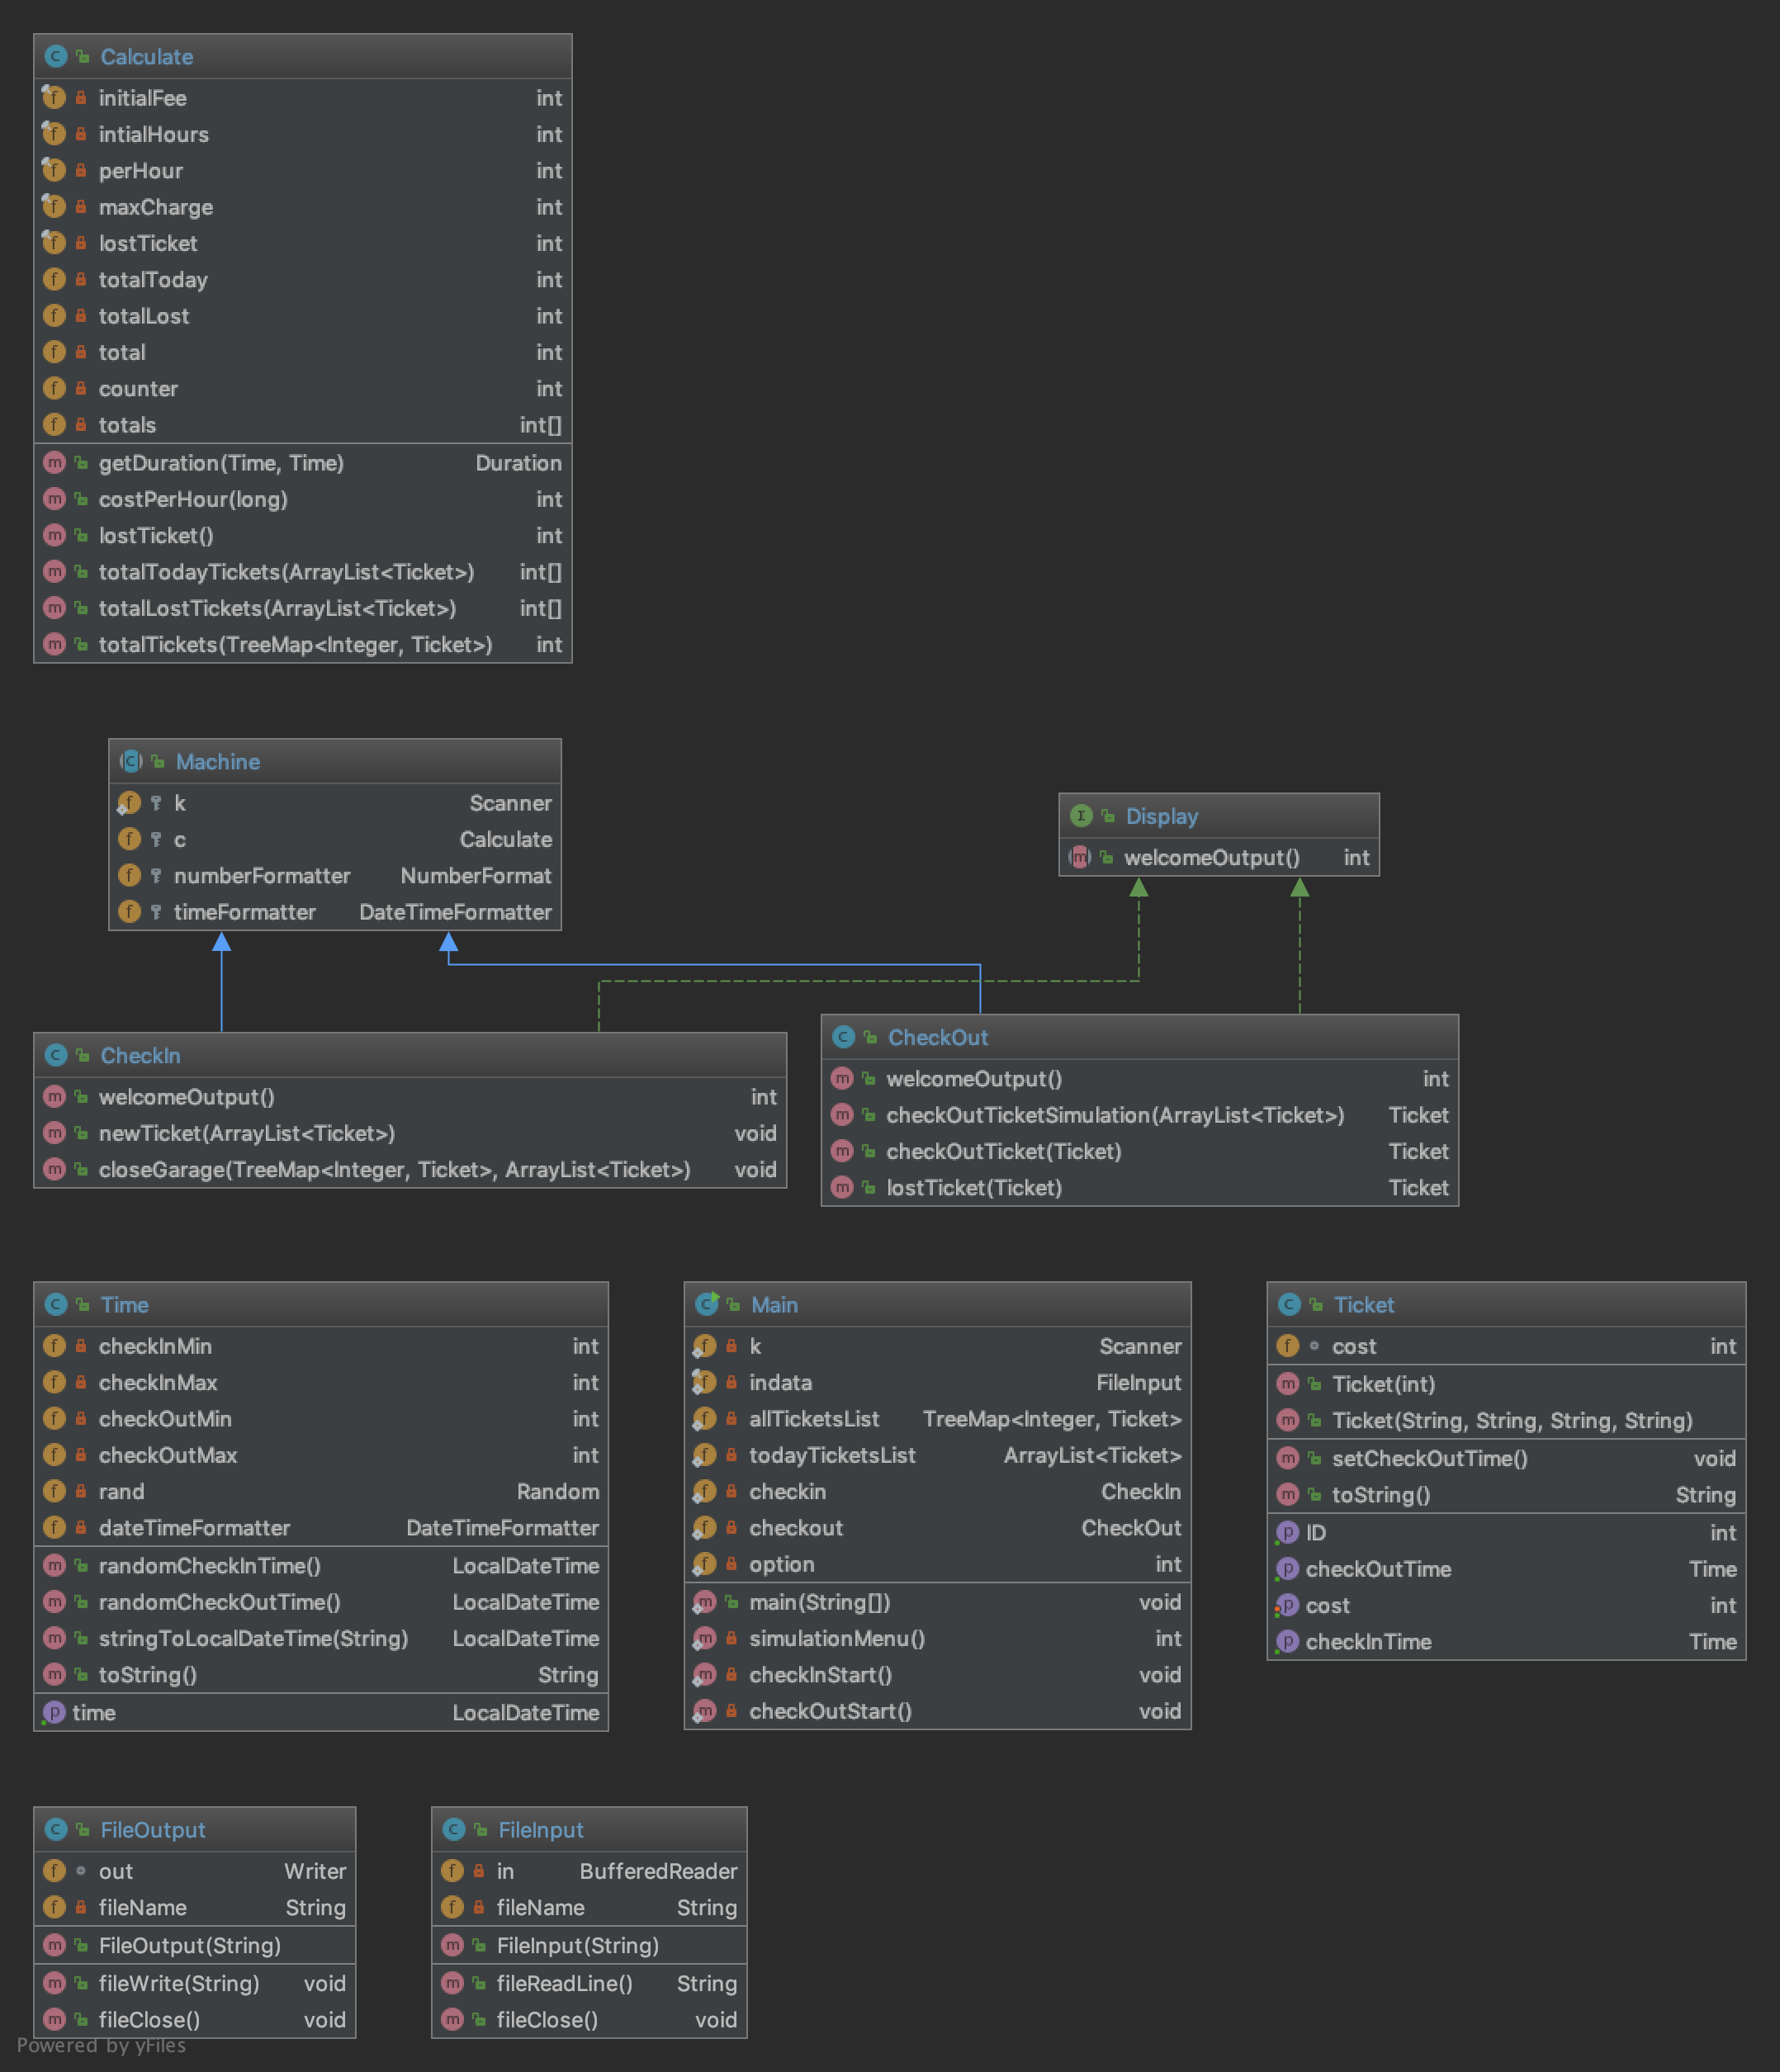 Calculate
initialFee int
intialHours int
perHour int
maxCharge int
lostTicket int
totalToday int
totalLost int
total int
counter int
totals int[]
getDuration(Time, Time) Duration
costPerHour(long) int
lostTicket() int
totalTodayTickets(ArrayList<Ticket>) int[]
totalLostTickets(ArrayList<Ticket>) int[]
totalTickets(TreeMap<Integer, Ticket>) int
Machine
k Scanner
c Calculate
numberFormatter NumberFormat
timeFormatter DateTimeFormatter
Display
welcomeOutput() int
CheckIn
welcomeOutput() int
newTicket(ArrayList<Ticket>) void
closeGarage(TreeMap<Integer, Ticket>, ArrayList<Ticket>) void
CheckOut
welcomeOutput() int
checkOutTicketSimulation(ArrayList<Ticket>) Ticket
checkOutTicket(Ticket) Ticket
lostTicket(Ticket) Ticket
Time
checkInMin int
checkInMax int
checkOutMin int
checkOutMax int
rand Random
dateTimeFormatter DateTimeFormatter
randomCheckInTime() LocalDateTime
randomCheckOutTime() LocalDateTime
stringToLocalDateTime(String) LocalDateTime
toString() String
time LocalDateTime
Main
k Scanner
indata FileInput
allTicketsList TreeMap<Integer, Ticket>
todayTicketsList ArrayList<Ticket>
checkin CheckIn
checkout CheckOut
option int
main(String[]) void
simulationMenu() int
checkInStart() void
checkOutStart() void
Ticket
cost int
Ticket(int)
Ticket(String, String, String, String)
setCheckOutTime() void
toString() String
ID int
checkOutTime Time
cost int
checkInTime Time
FileOutput
out Writer
fileName String
FileOutput(String)
fileWrite(String) void
fileClose() void
FileInput
in BufferedReader
fileName String
FileInput(String)
fileReadLine() String
fileClose() void
Powered by yFiles